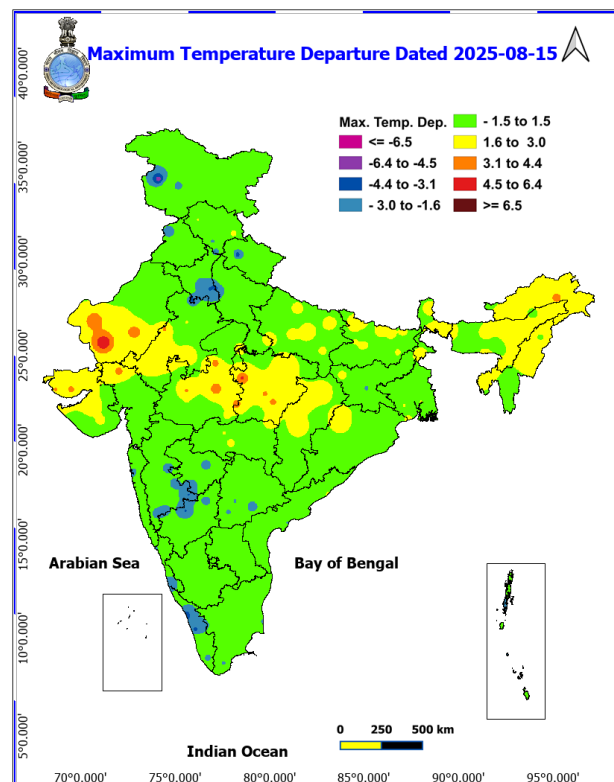 Maximum Temperature Departure Dated 2025-08-15
Max. Temp. Dep.
<= -6.5
-6.4 to -4.5
-4.4 to -3.1
- 3.0 to -1.6
- 1.5 to 1.5
1.6 to 3.0
3.1 to 4.4
4.5 to 6.4
>= 6.5
40°0.000'
35°0.000'
30°0.000'
25°0.000'
20°0.000'
15°0.000'
10°0.000'
5°0.000'
Arabian Sea
Bay of Bengal
0 250 500 km
Indian Ocean
70°0.000' 75°0.000' 80°0.000' 85°0.000' 90°0.000' 95°0.000'